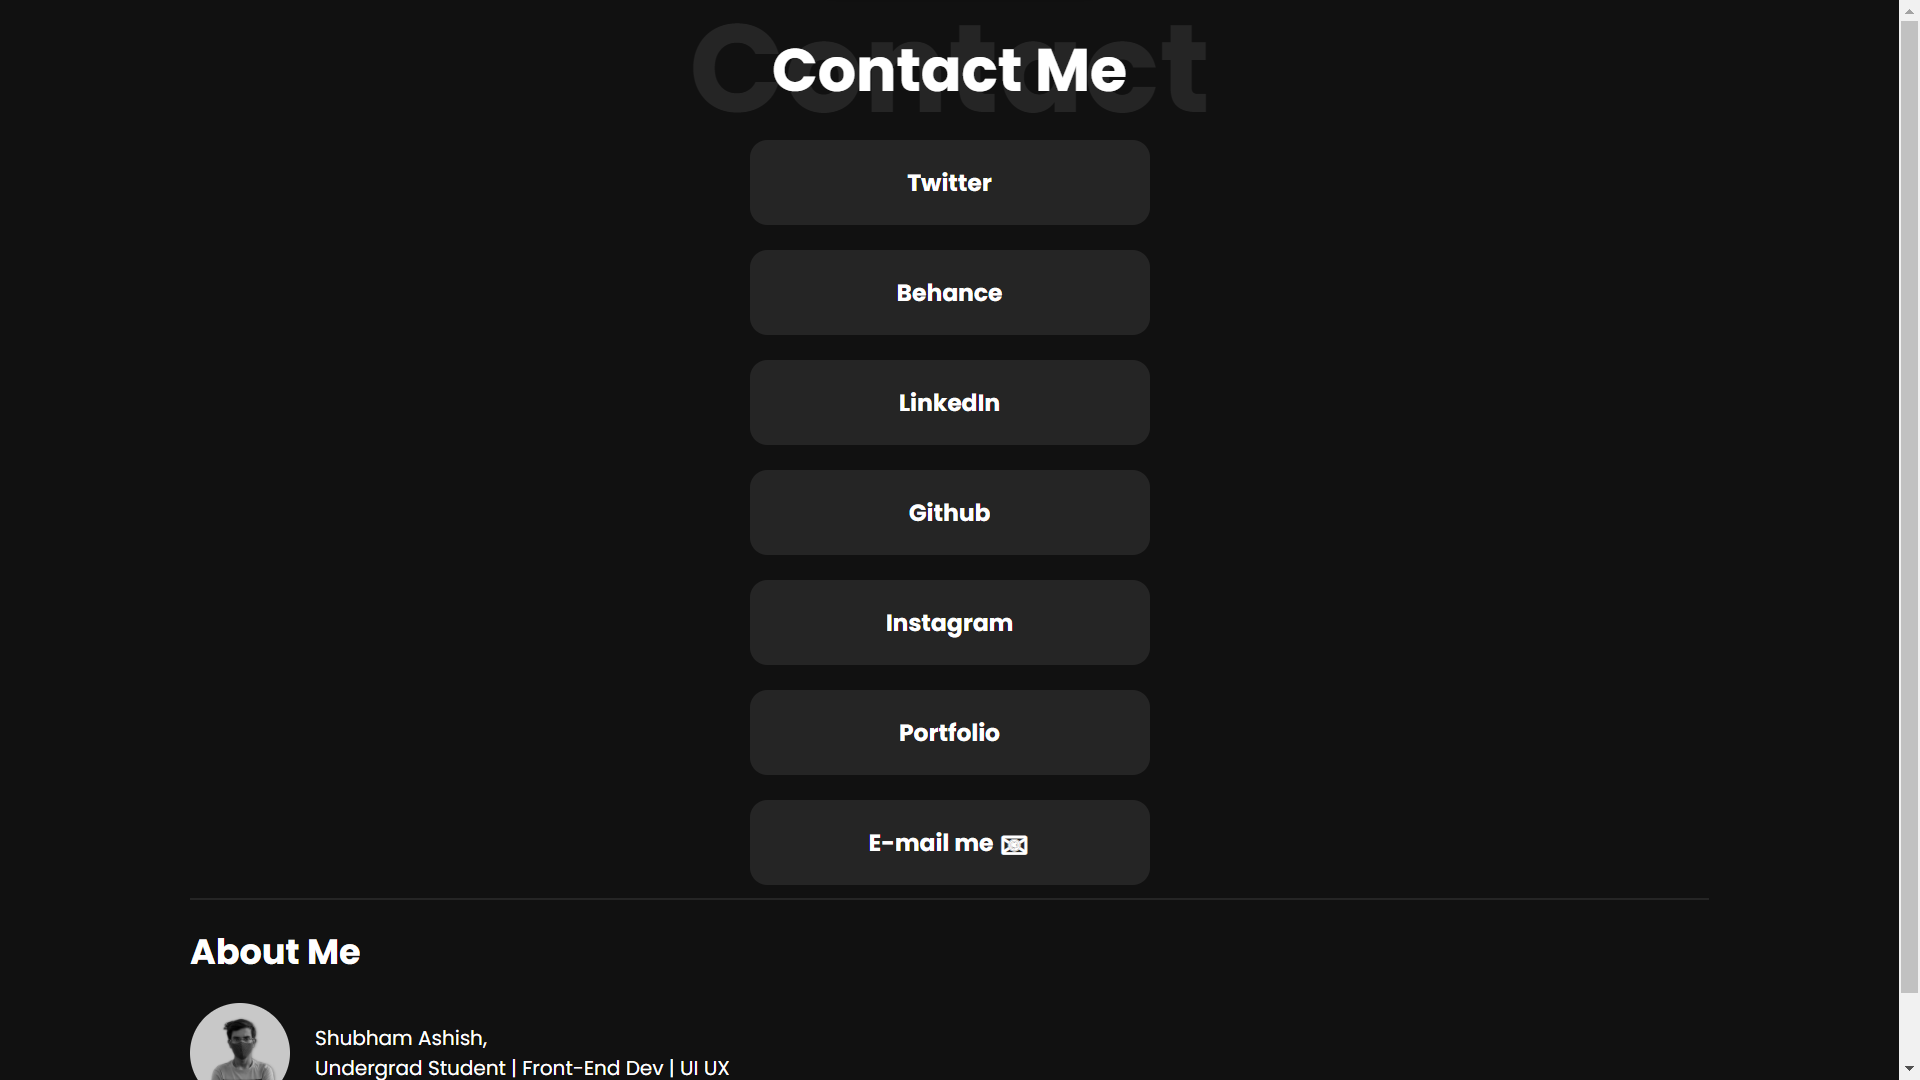 Contact
Contact Me
Twitter
Behance
LinkedIn
Github
Instagram
Portfolio
E-mail me 📧
About Me
Shubham Ashish,
Undergrad Student | Front-End Dev | UI UX